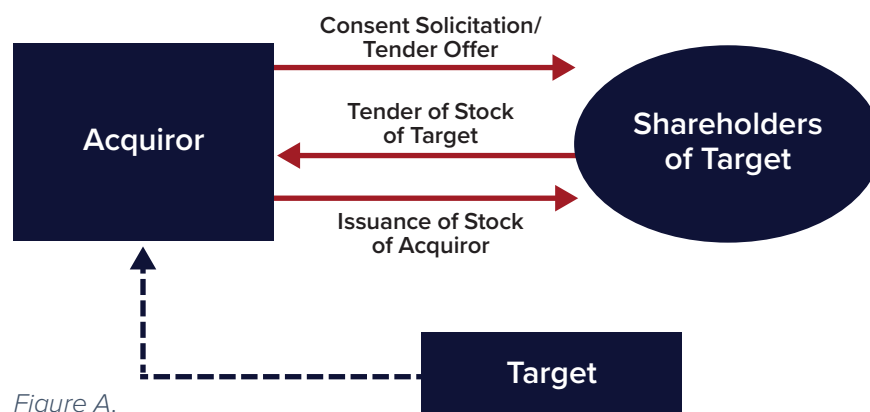 Consent Solicitation/
Tender Offer
Acquiror
Tender of Stock
of Target
Shareholders
of Target
Issuance of Stock
of Acquiror
Target
Figure A.